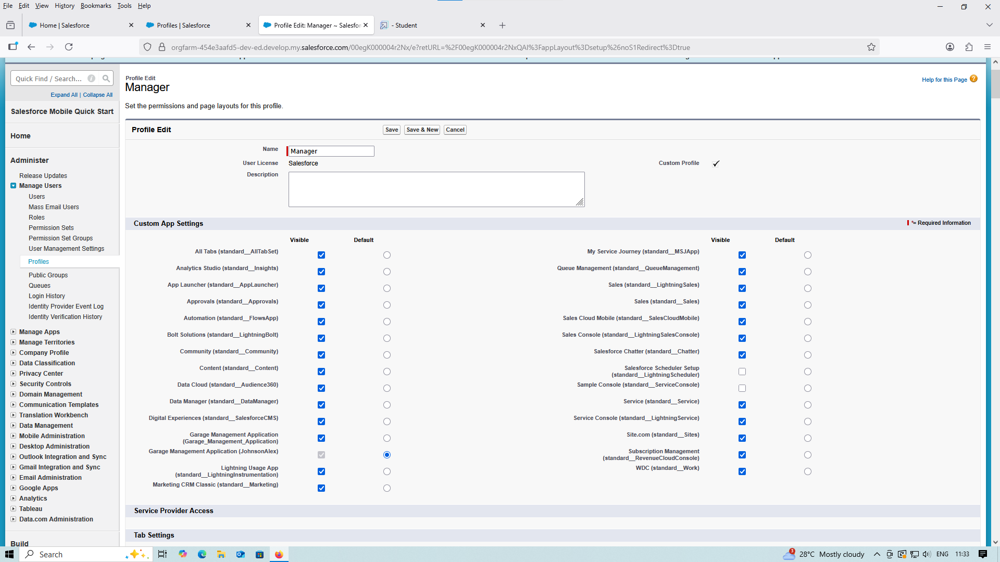 File Edit View History Bookmarks Tools Help
Home | Salesforce
Profiles | Salesforce
Profile Edit: Manager ~ Salesfor
- Student
orgfarm-454e3aafd5-dev-ed.develop.my.salesforce.com/00egK000004r2Nx/e?retURL=%2F00egK000004r2NxQAI%3FappLayout%3Dsetup%26noS1Redirect%3Dtrue
Quick Find / Search...
Expand All | Collapse All
Salesforce Mobile Quick Start
Home
Administer
Release Updates
Manage Users
Users
Mass Email Users
Roles
Permission Sets
Permission Set Groups
User Management Settings
Profiles
Public Groups
Queues
Login History
Identity Provider Event Log
Identity Verification History
Manage Apps
Manage Territories
Company Profile
Data Classification
Privacy Center
Security Controls
Domain Management
Communication Templates
Translation Workbench
Data Management
Mobile Administration
Desktop Administration
Outlook Integration and Sync
Gmail Integration and Sync
Email Administration
Google Apps
Analytics
Tableau
Data.com Administration
Build
Profile Edit
Manager
Help for this Page ?
Set the permissions and page layouts for this profile.
Profile Edit Save Save & New Cancel
Name Manager
User License Salesforce Custom Profile
Description
Custom App Settings = Required Information
Visible Default Visible Default
All Tabs (standard__AllTabSet) My Service Journey (standard__MSJApp)
Analytics Studio (standard__Insights) Queue Management (standard__QueueManagement)
App Launcher (standard__AppLauncher) Sales (standard__LightningSales)
Approvals (standard__Approvals) Sales (standard__Sales)
Automation (standard__FlowsApp) Sales Cloud Mobile (standard__SalesCloudMobile)
Bolt Solutions (standard__LightningBolt) Sales Console (standard__LightningSalesConsole)
Community (standard__Community) Salesforce Chatter (standard__Chatter)
Content (standard__Content) Salesforce Scheduler Setup
(standard__LightningScheduler)
Data Cloud (standard__Audience360) Sample Console (standard__ServiceConsole)
Data Manager (standard__DataManager) Service (standard__Service)
Digital Experiences (standard__SalesforceCMS) Service Console (standard__LightningService)
Garage Management Application Site.com (standard__Sites)
(Garage_Management_Application)
Garage Management Application (JohnsonAlex) Subscription Management
(standard__RevenueCloudConsole)
Lightning Usage App WDC (standard__Work)
(standard__LightningInstrumentation)
Marketing CRM Classic (standard__Marketing)
Service Provider Access
Tab Settings
Search
3 28°C Mostly cloudy ENG 11:33